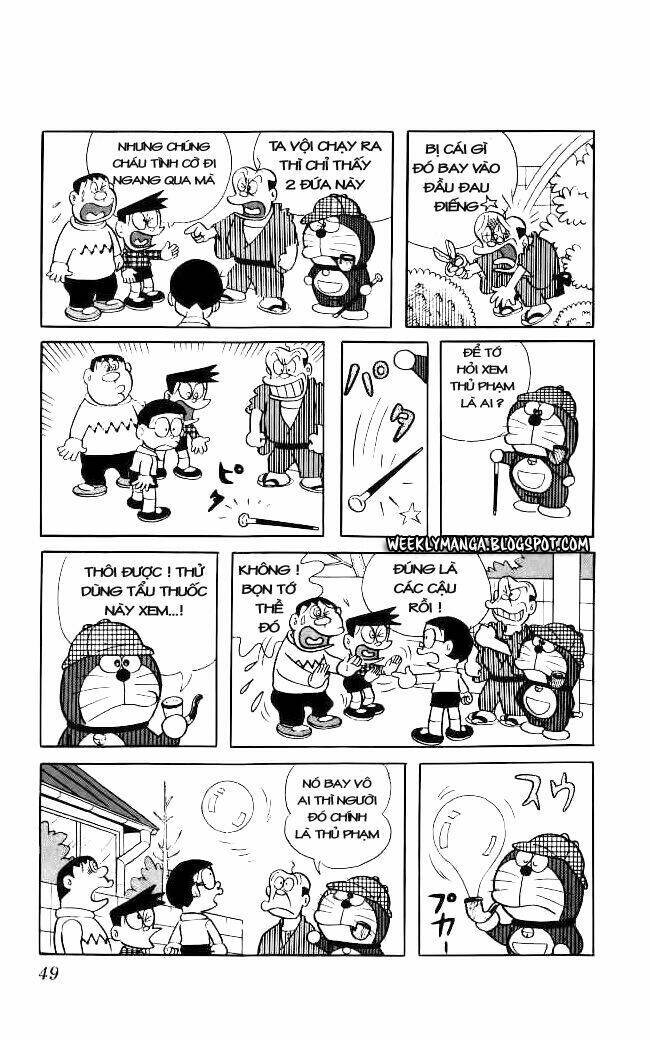 BỊ CÁI GÌ
ĐÓ BAY VÀO
ĐẦU ĐAU
ĐIẾNG
TA VỘI CHẠY RA
THÌ CHỈ THẤY
2 ĐỨA NÀY
NHƯNG CHÚNG
CHÁU TÌNH CỜ ĐI
NGANG QUA MÀ
ĐỂ TỚ
HỎI XEM
THỦ PHẠM
LÀ AI ?
パタ
ピタ
WEEKLYMANGA.BLOGSPOT.COM
ĐÚNG LÀ
CÁC CẬU
RỒI !
KHÔNG !
BỌN TỚ
THỀ
ĐÓ
THÔI ĐƯỢC ! THỬ
DÙNG TẨU THUỐC
NÀY XEM...!
スウ
プカー
NÓ BAY VÔ
AI THÌ NGƯỜI
ĐÓ CHÍNH
LÀ THỦ PHẠM
49